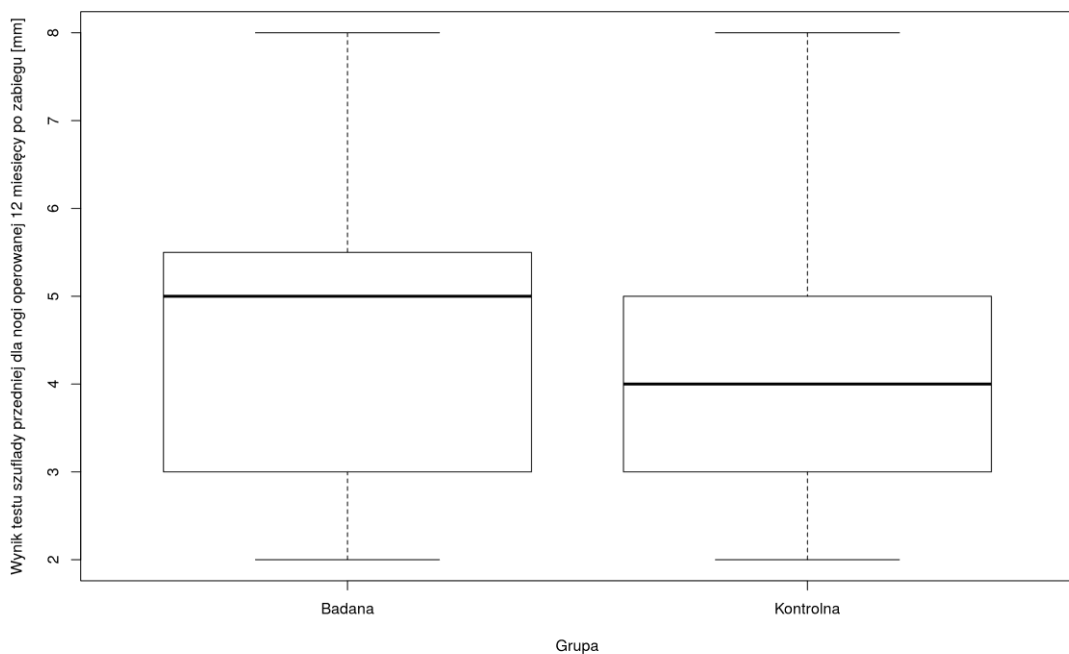 Wynik testu szuflady przedniej dla nogi operowanej 12 miesięcy po zabiegu [mm]
8
7
6
5
4
3
2
Badana Kontrolna
Grupa